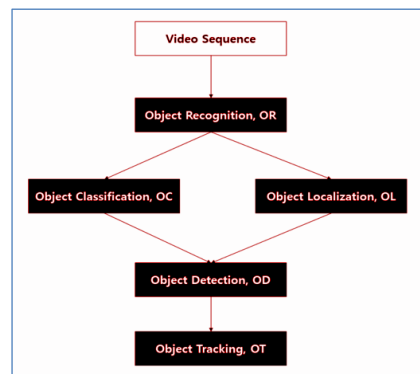 Video Sequence
Object Recognition, OR
Object Classification, OC
Object Localization, OL
Object Detection, OD
Object Tracking, OT